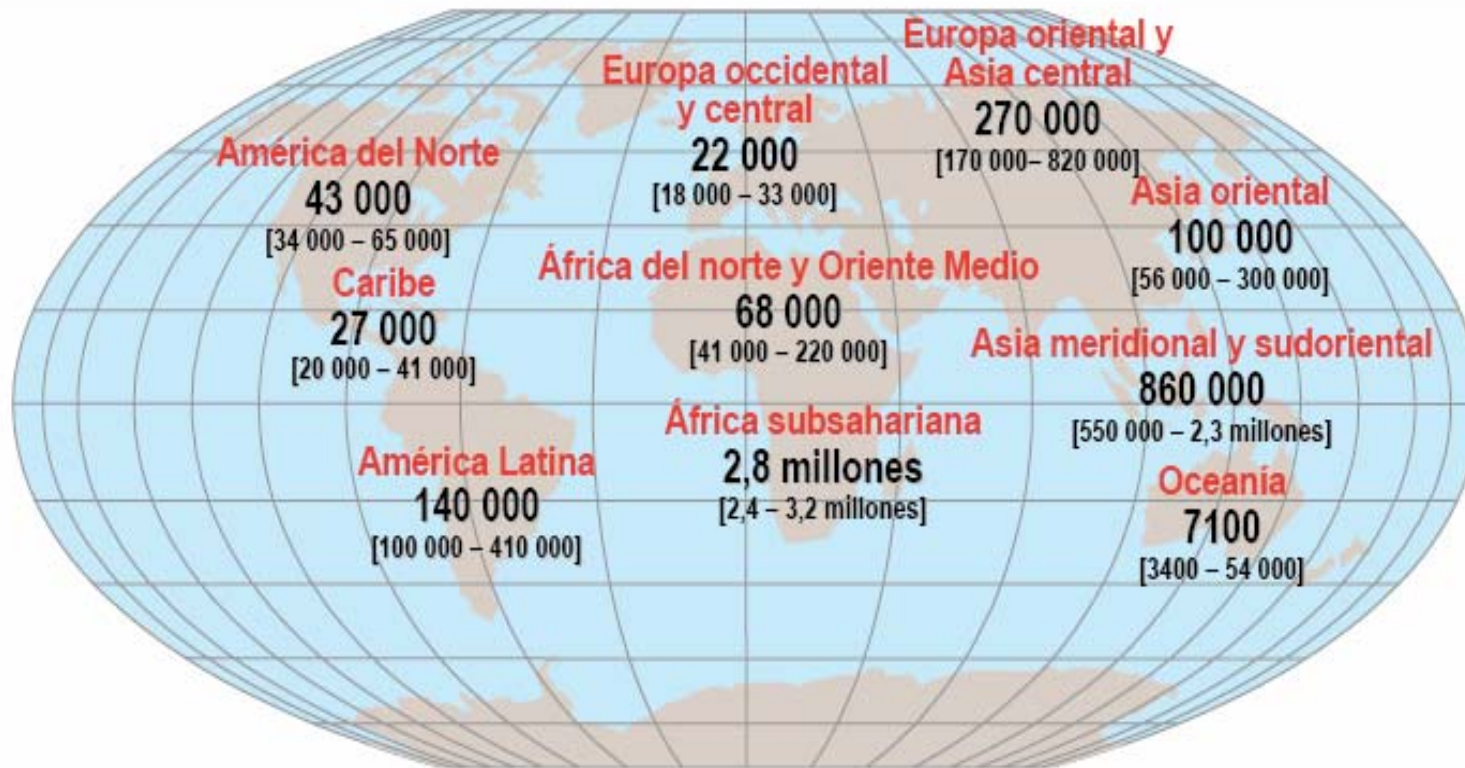 Europa oriental y
Asia central
270 000
[170 000– 820 000]
Europa occidental
y central
22 000
[18 000 – 33 000]
América del Norte
43 000
[34 000 – 65 000]
Asia oriental
100 000
[56 000 – 300 000]
África del norte y Oriente Medio
68 000
[41 000 – 220 000]
Caribe
27 000
[20 000 – 41 000]
Asia meridional y sudoriental
860 000
[550 000 – 2,3 millones]
África subsahariana
2,8 millones
[2,4 – 3,2 millones]
América Latina
140 000
[100 000 – 410 000]
Oceanía
7100
[3400 – 54 000]